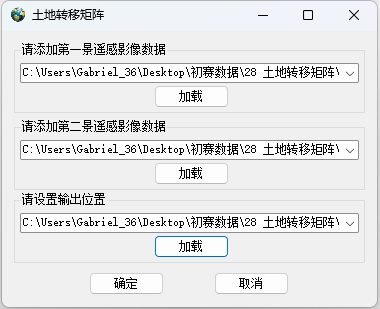 土地转移矩阵
请添加第一景遥感影像数据
C:\Users\Gabriel_36\Desktop\初赛数据\28 土地转移矩阵\
加载
请添加第二景遥感影像数据
C:\Users\Gabriel_36\Desktop\初赛数据\28 土地转移矩阵\
加载
请设置输出位置
C:\Users\Gabriel_36\Desktop\初赛数据\28 土地转移矩阵\
加载
确定 取消